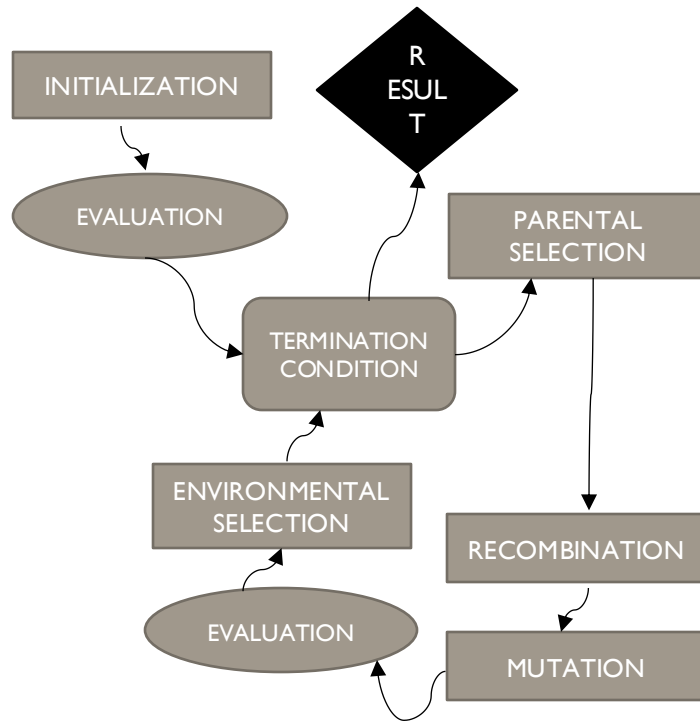 INITIALIZATION
R
ESUL
T
EVALUATION
PARENTAL
SELECTION
TERMINATION
CONDITION
ENVIRONMENTAL
SELECTION
RECOMBINATION
EVALUATION
MUTATION